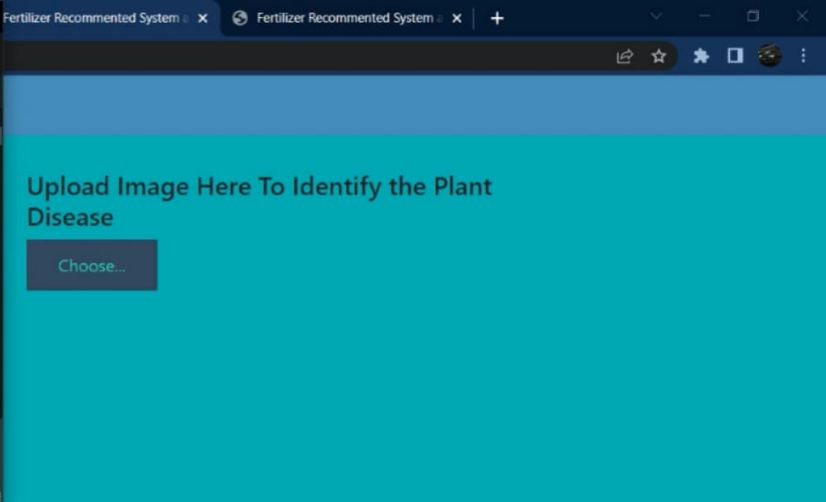 Fertilizer Recommented System a
Fertilizer Recommented System a
Upload Image Here To Identify the Plant
Disease
Choose...